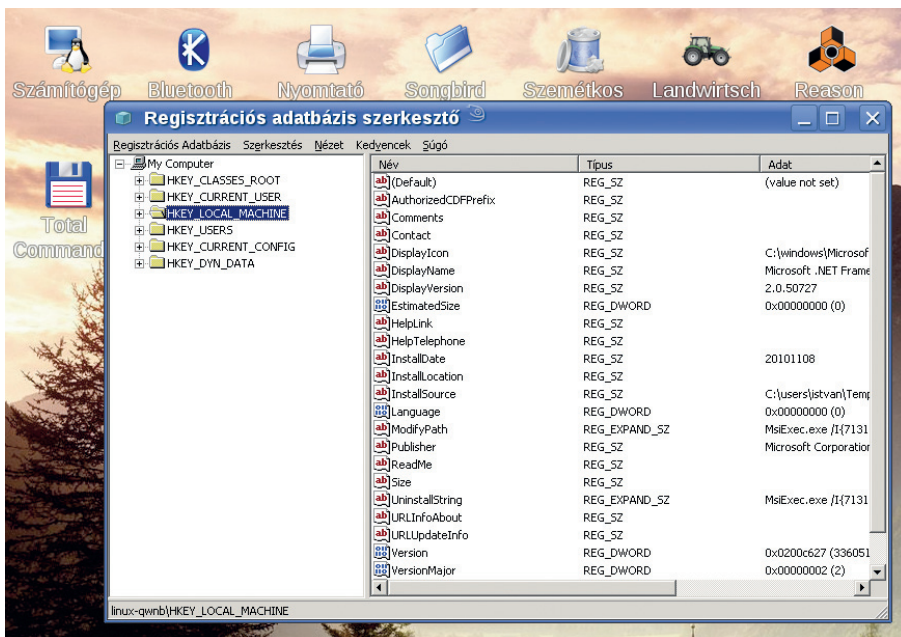 Számítógép Bluetooth Nyomtató Songbird Szemétkos Landwirtsch Reason
Total
Command
Regisztrációs adatbázis szerkesztő
Regisztrációs Adatbázis Szerkesztés Nézet Kedvencek Súgó
My Computer
HKEY_CLASSES_ROOT
HKEY_CURRENT_USER
HKEY_LOCAL_MACHINE
HKEY_USERS
HKEY_CURRENT_CONFIG
HKEY_DYN_DATA
Név Típus Adat
(Default) REG_SZ (value not set)
AuthorizedCDFPrefix REG_SZ
Comments REG_SZ
Contact REG_SZ
DisplayIcon REG_SZ C:\windows\Microsof
DisplayName REG_SZ Microsoft .NET Frame
DisplayVersion REG_SZ 2.0.50727
EstimatedSize REG_DWORD 0x00000000 (0)
HelpLink REG_SZ
HelpTelephone REG_SZ
InstallDate REG_SZ 20101108
InstallLocation REG_SZ
InstallSource REG_SZ C:\users\istvan\Temp
Language REG_DWORD 0x00000000 (0)
ModifyPath REG_EXPAND_SZ MsiExec.exe /I{7131
Publisher REG_SZ Microsoft Corporation
ReadMe REG_SZ
Size REG_SZ
UninstallString REG_EXPAND_SZ MsiExec.exe /I{7131
URLInfoAbout REG_SZ
URLUpdateInfo REG_SZ
Version REG_DWORD 0x0200c627 (336051
VersionMajor REG_DWORD 0x00000002 (2)
linux-qwnb\HKEY_LOCAL_MACHINE